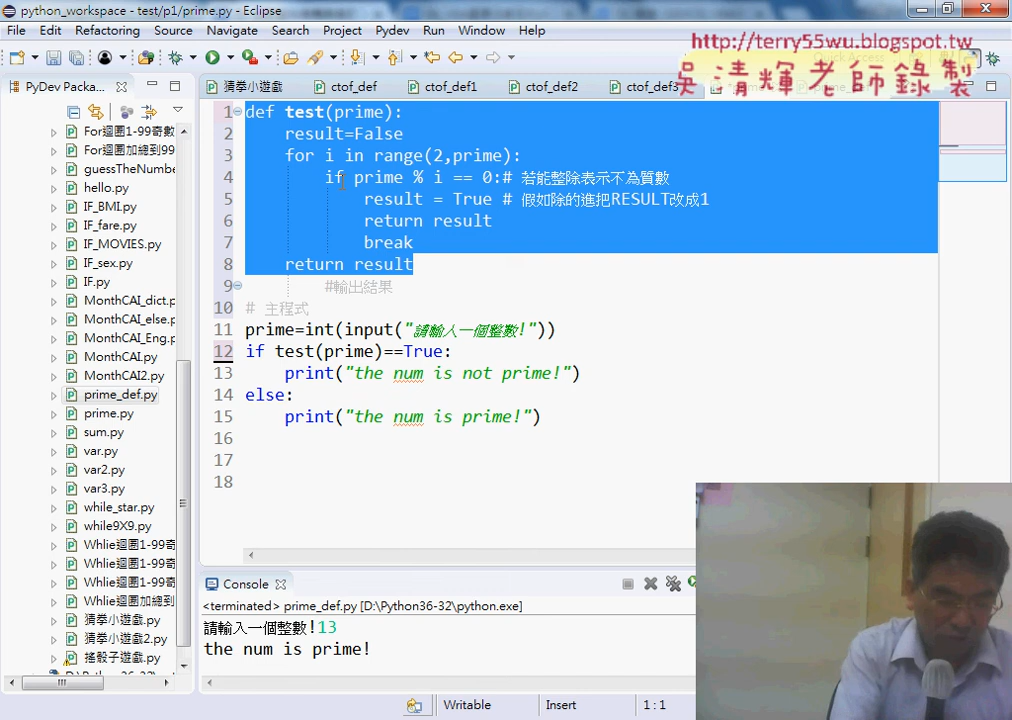 python_workspace - test/p1/prime.py - Eclipse
File Edit Refactoring Source Navigate Search Project Pydev Run Window Help
http://terry55wu.blogspot.tw
吳清輝老師錄製
PyDev Packa...
猜拳小遊戲 ctof_def ctof_def1 ctof_def2 ctof_def3
For迴圈1-99奇數
For迴圈加總到99
guessTheNumbe
hello.py
IF_BMI.py
IF_fare.py
IF_MOVIES.py
IF_sex.py
IF.py
MonthCAI_dict.p
MonthCAI_else.p
MonthCAI_Eng.p
MonthCAI.py
MonthCAI2.py
prime_def.py
prime.py
sum.py
var.py
var2.py
var3.py
while_star.py
while9X9.py
Whlie迴圈1-99奇
Whlie迴圈1-99奇
Whlie迴圈1-99奇
Whlie迴圈加總到
猜拳小遊戲.py
猜拳小遊戲2.py
搖骰子遊戲.py
1 def test(prime):
2 result=False
3 for i in range(2,prime):
4 if prime % i == 0:# 若能整除表示不為質數
5 result = True # 假如除的進把RESULT改成1
6 return result
7 break
8 return result
9 #輸出結果
10 # 主程式
11 prime=int(input("請輸入一個整數!"))
12 if test(prime)==True:
13 print("the num is not prime!")
14 else:
15 print("the num is prime!")
16
17
18
Console
<terminated> prime_def.py [D:\Python36-32\python.exe]
請輸入一個整數!13
the num is prime!
Writable Insert 1 : 1